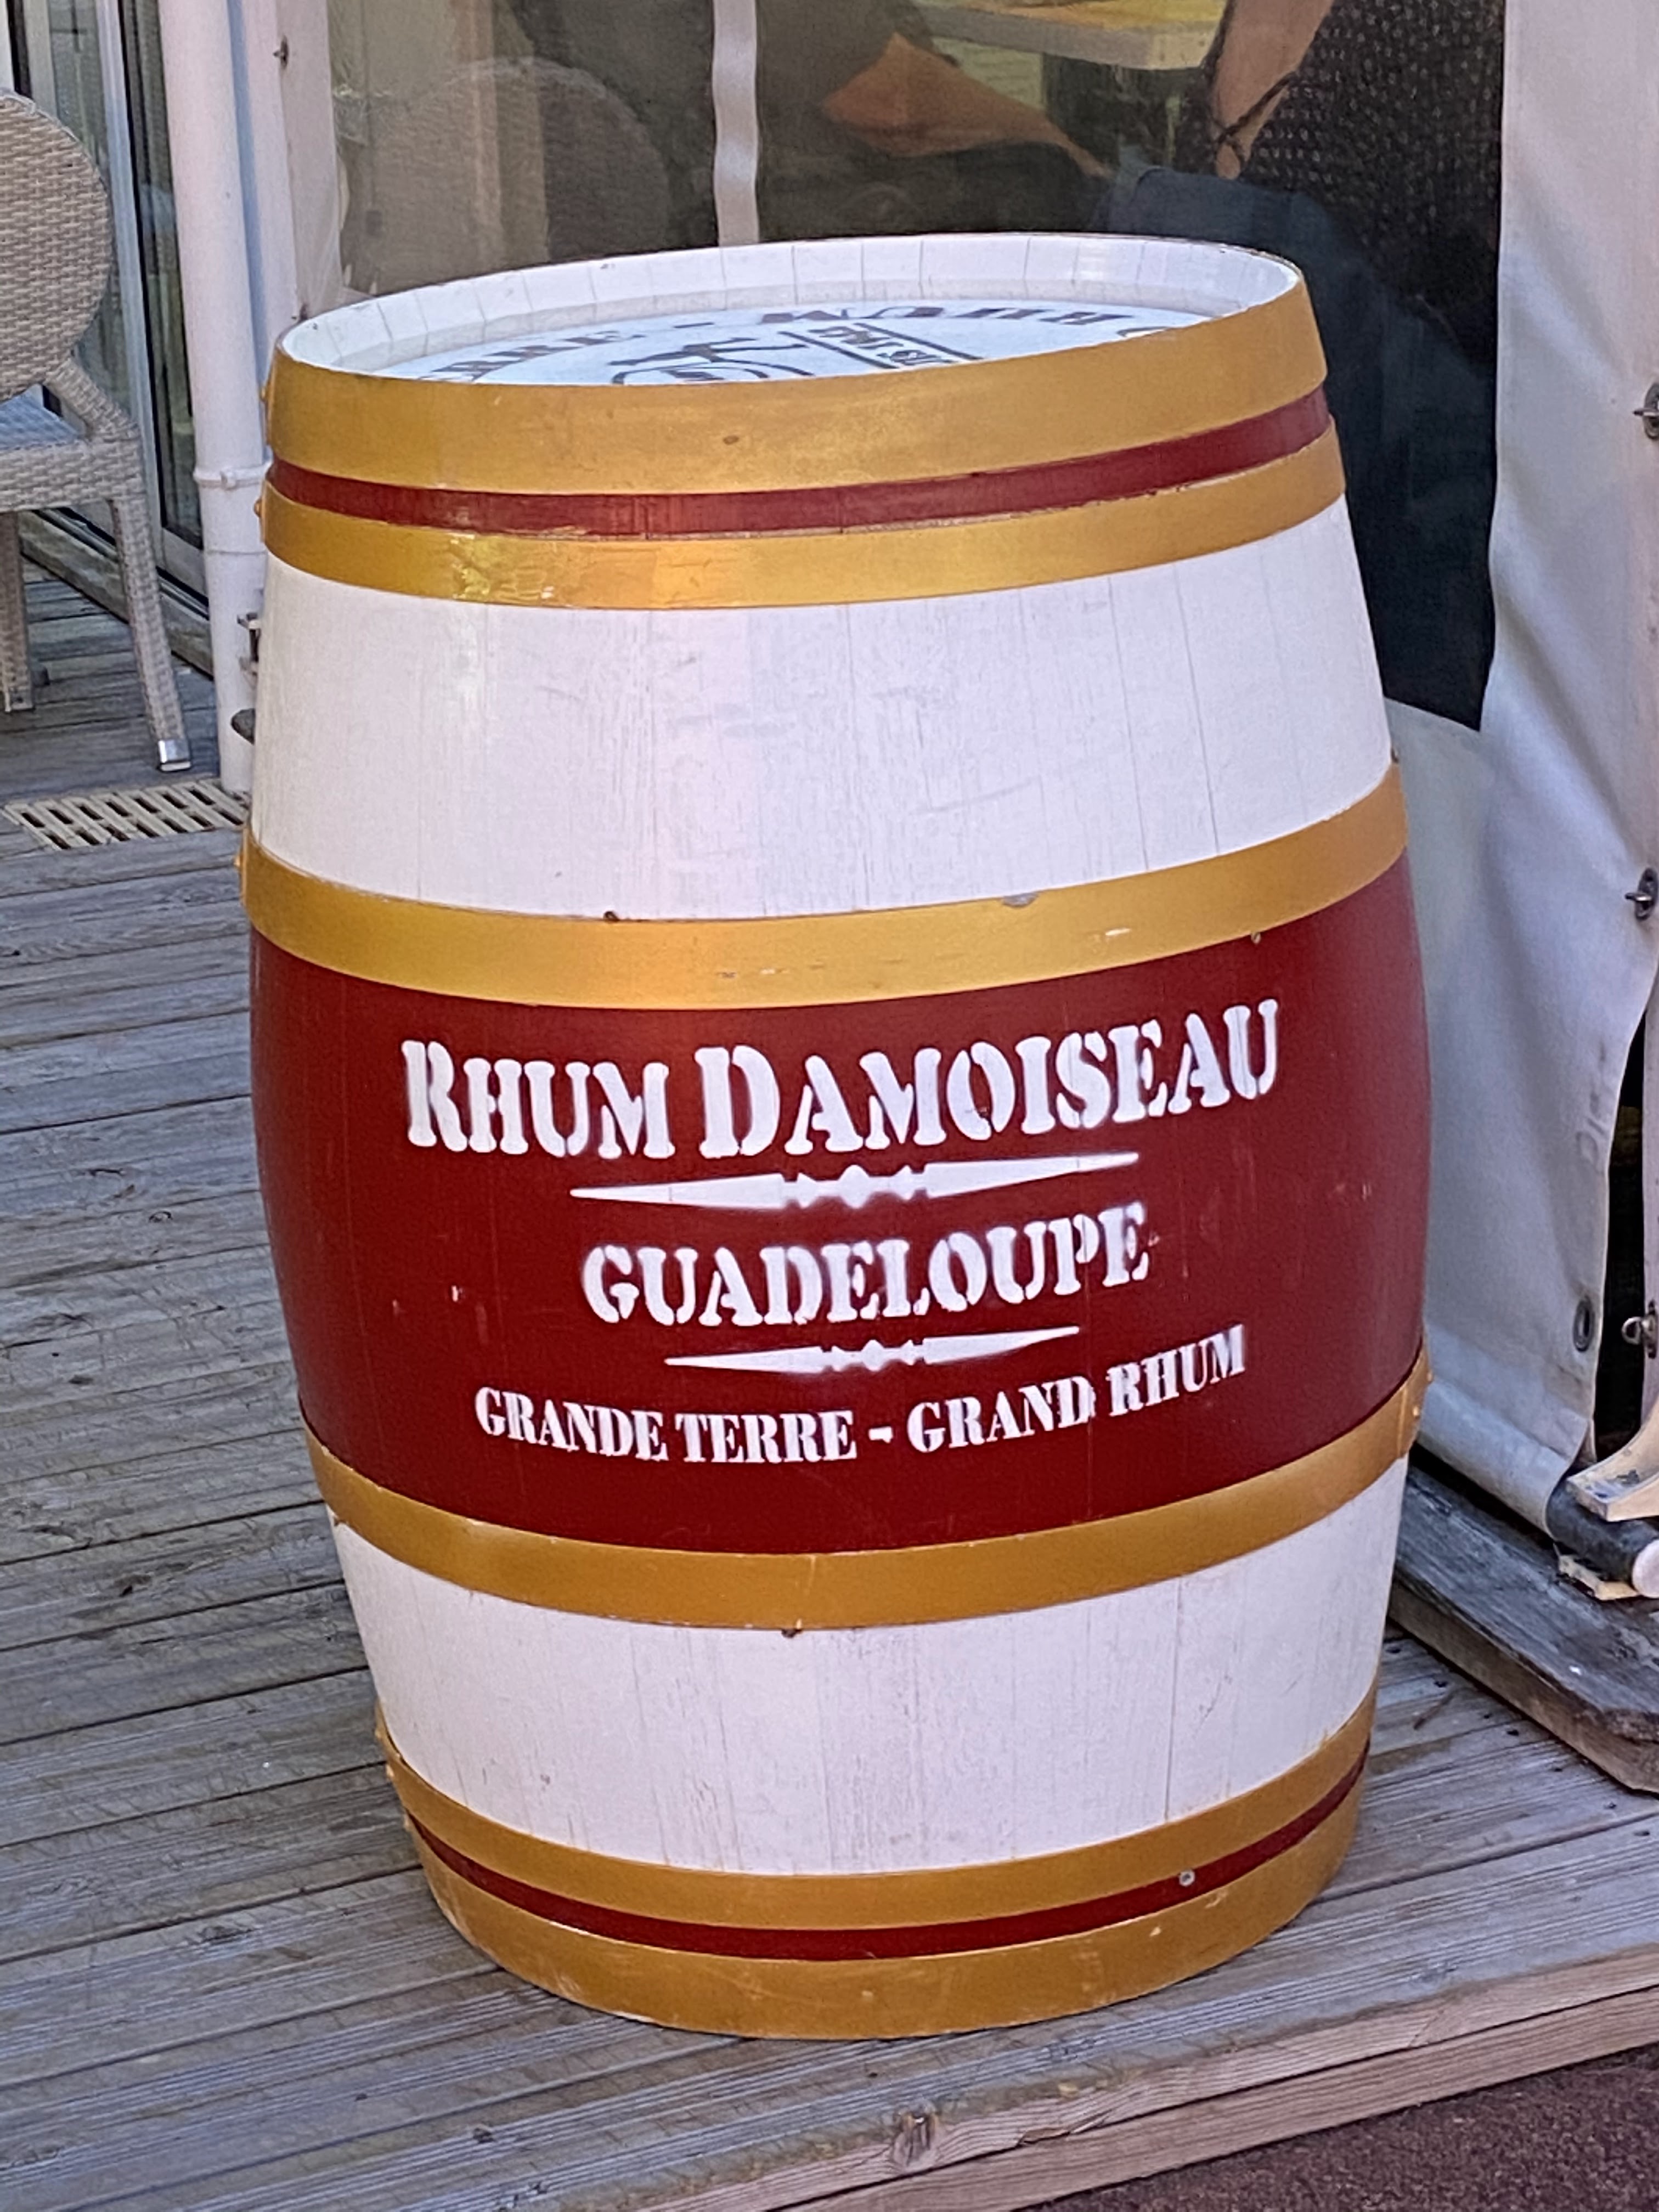 RHUM DAMOISEAU
GUADELOUPE
GRANDE TERRE - GRAND RHUM